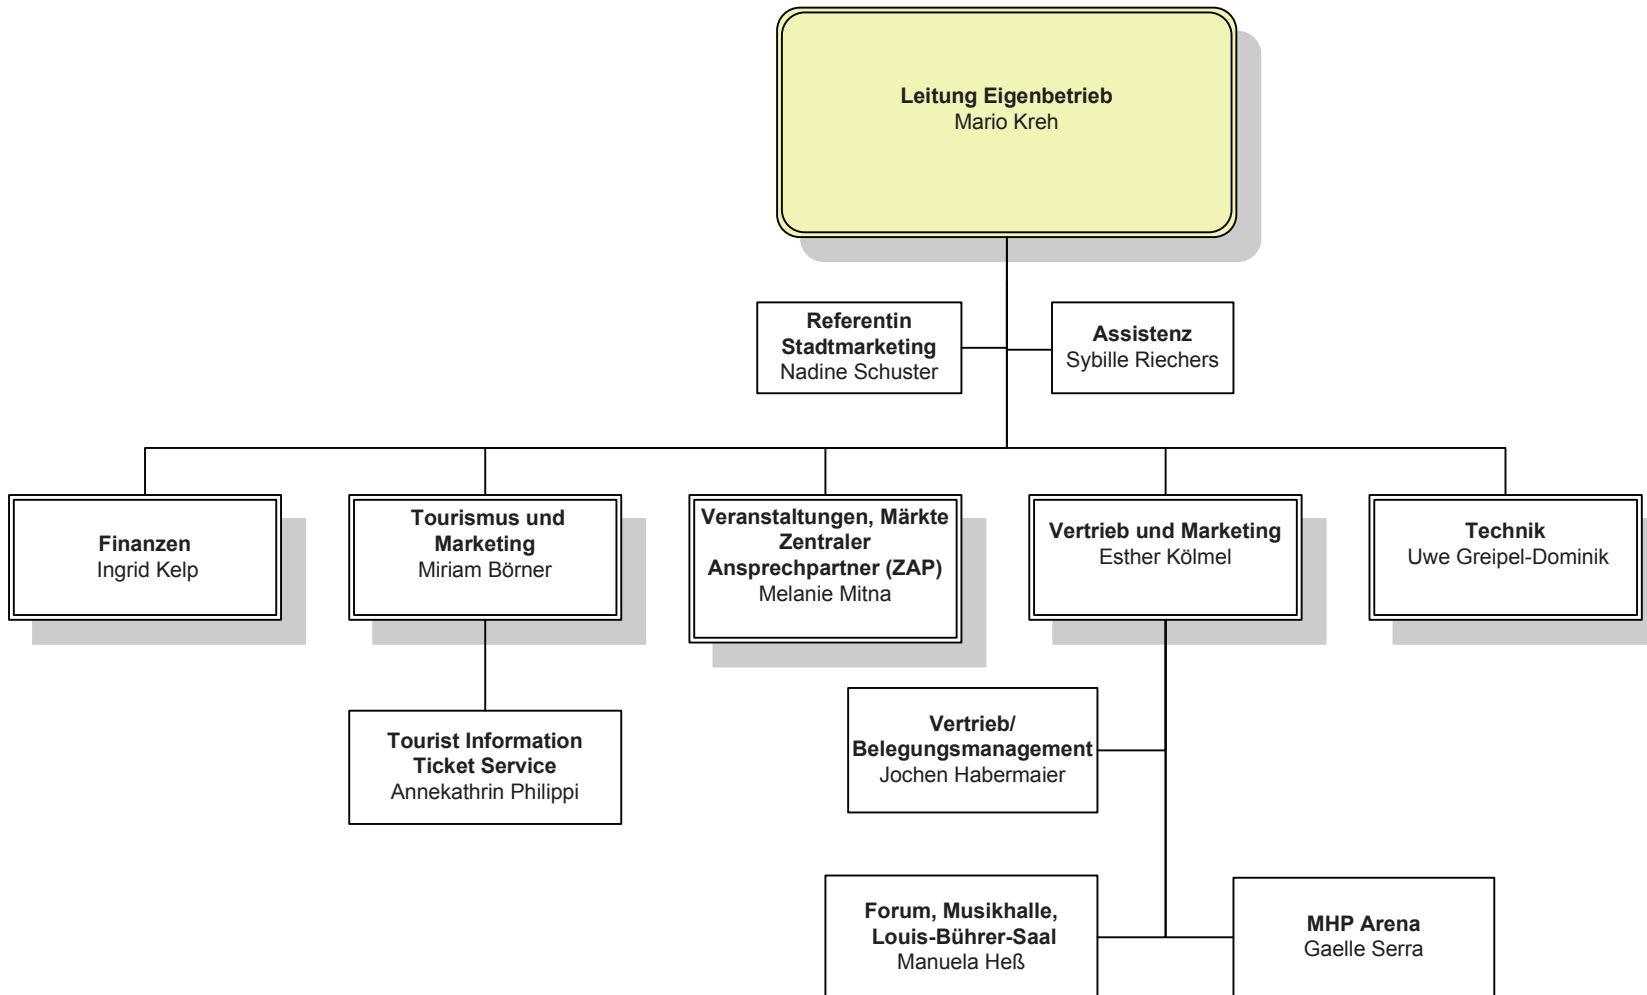 Leitung Eigenbetrieb
Mario Kreh
Referentin
Stadtmarketing
Nadine Schuster
Assistenz
Sybille Riechers
Finanzen
Ingrid Kelp
Tourismus und
Marketing
Miriam Börner
Veranstaltungen, Märkte
Zentraler
Ansprechpartner (ZAP)
Melanie Mitna
Vertrieb und Marketing
Esther Kölmel
Technik
Uwe Greipel-Dominik
Tourist Information
Ticket Service
Annekathrin Philippi
Vertrieb/
Belegungsmanagement
Jochen Habermaier
Forum, Musikhalle,
Louis-Bührer-Saal
Manuela Heß
MHP Arena
Gaelle Serra